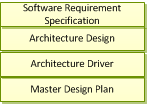 Software Requirement
Specification
Architecture Design
Architecture Driver
Master Design Plan